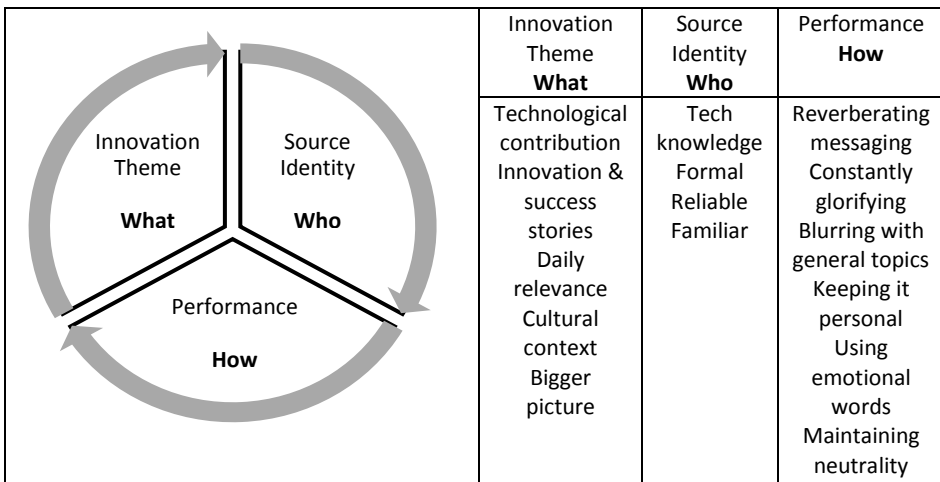 Innovation
Theme
What
Source
Identity
Who
Performance
How
Innovation
Theme
What
Source
Identity
Who
Performance
How
Technological
contribution
Innovation &
success
stories
Daily
relevance
Cultural
context
Bigger
picture
Tech
knowledge
Formal
Reliable
Familiar
Reverberating
messaging
Constantly
glorifying
Blurring with
general topics
Keeping it
personal
Using
emotional
words
Maintaining
neutrality